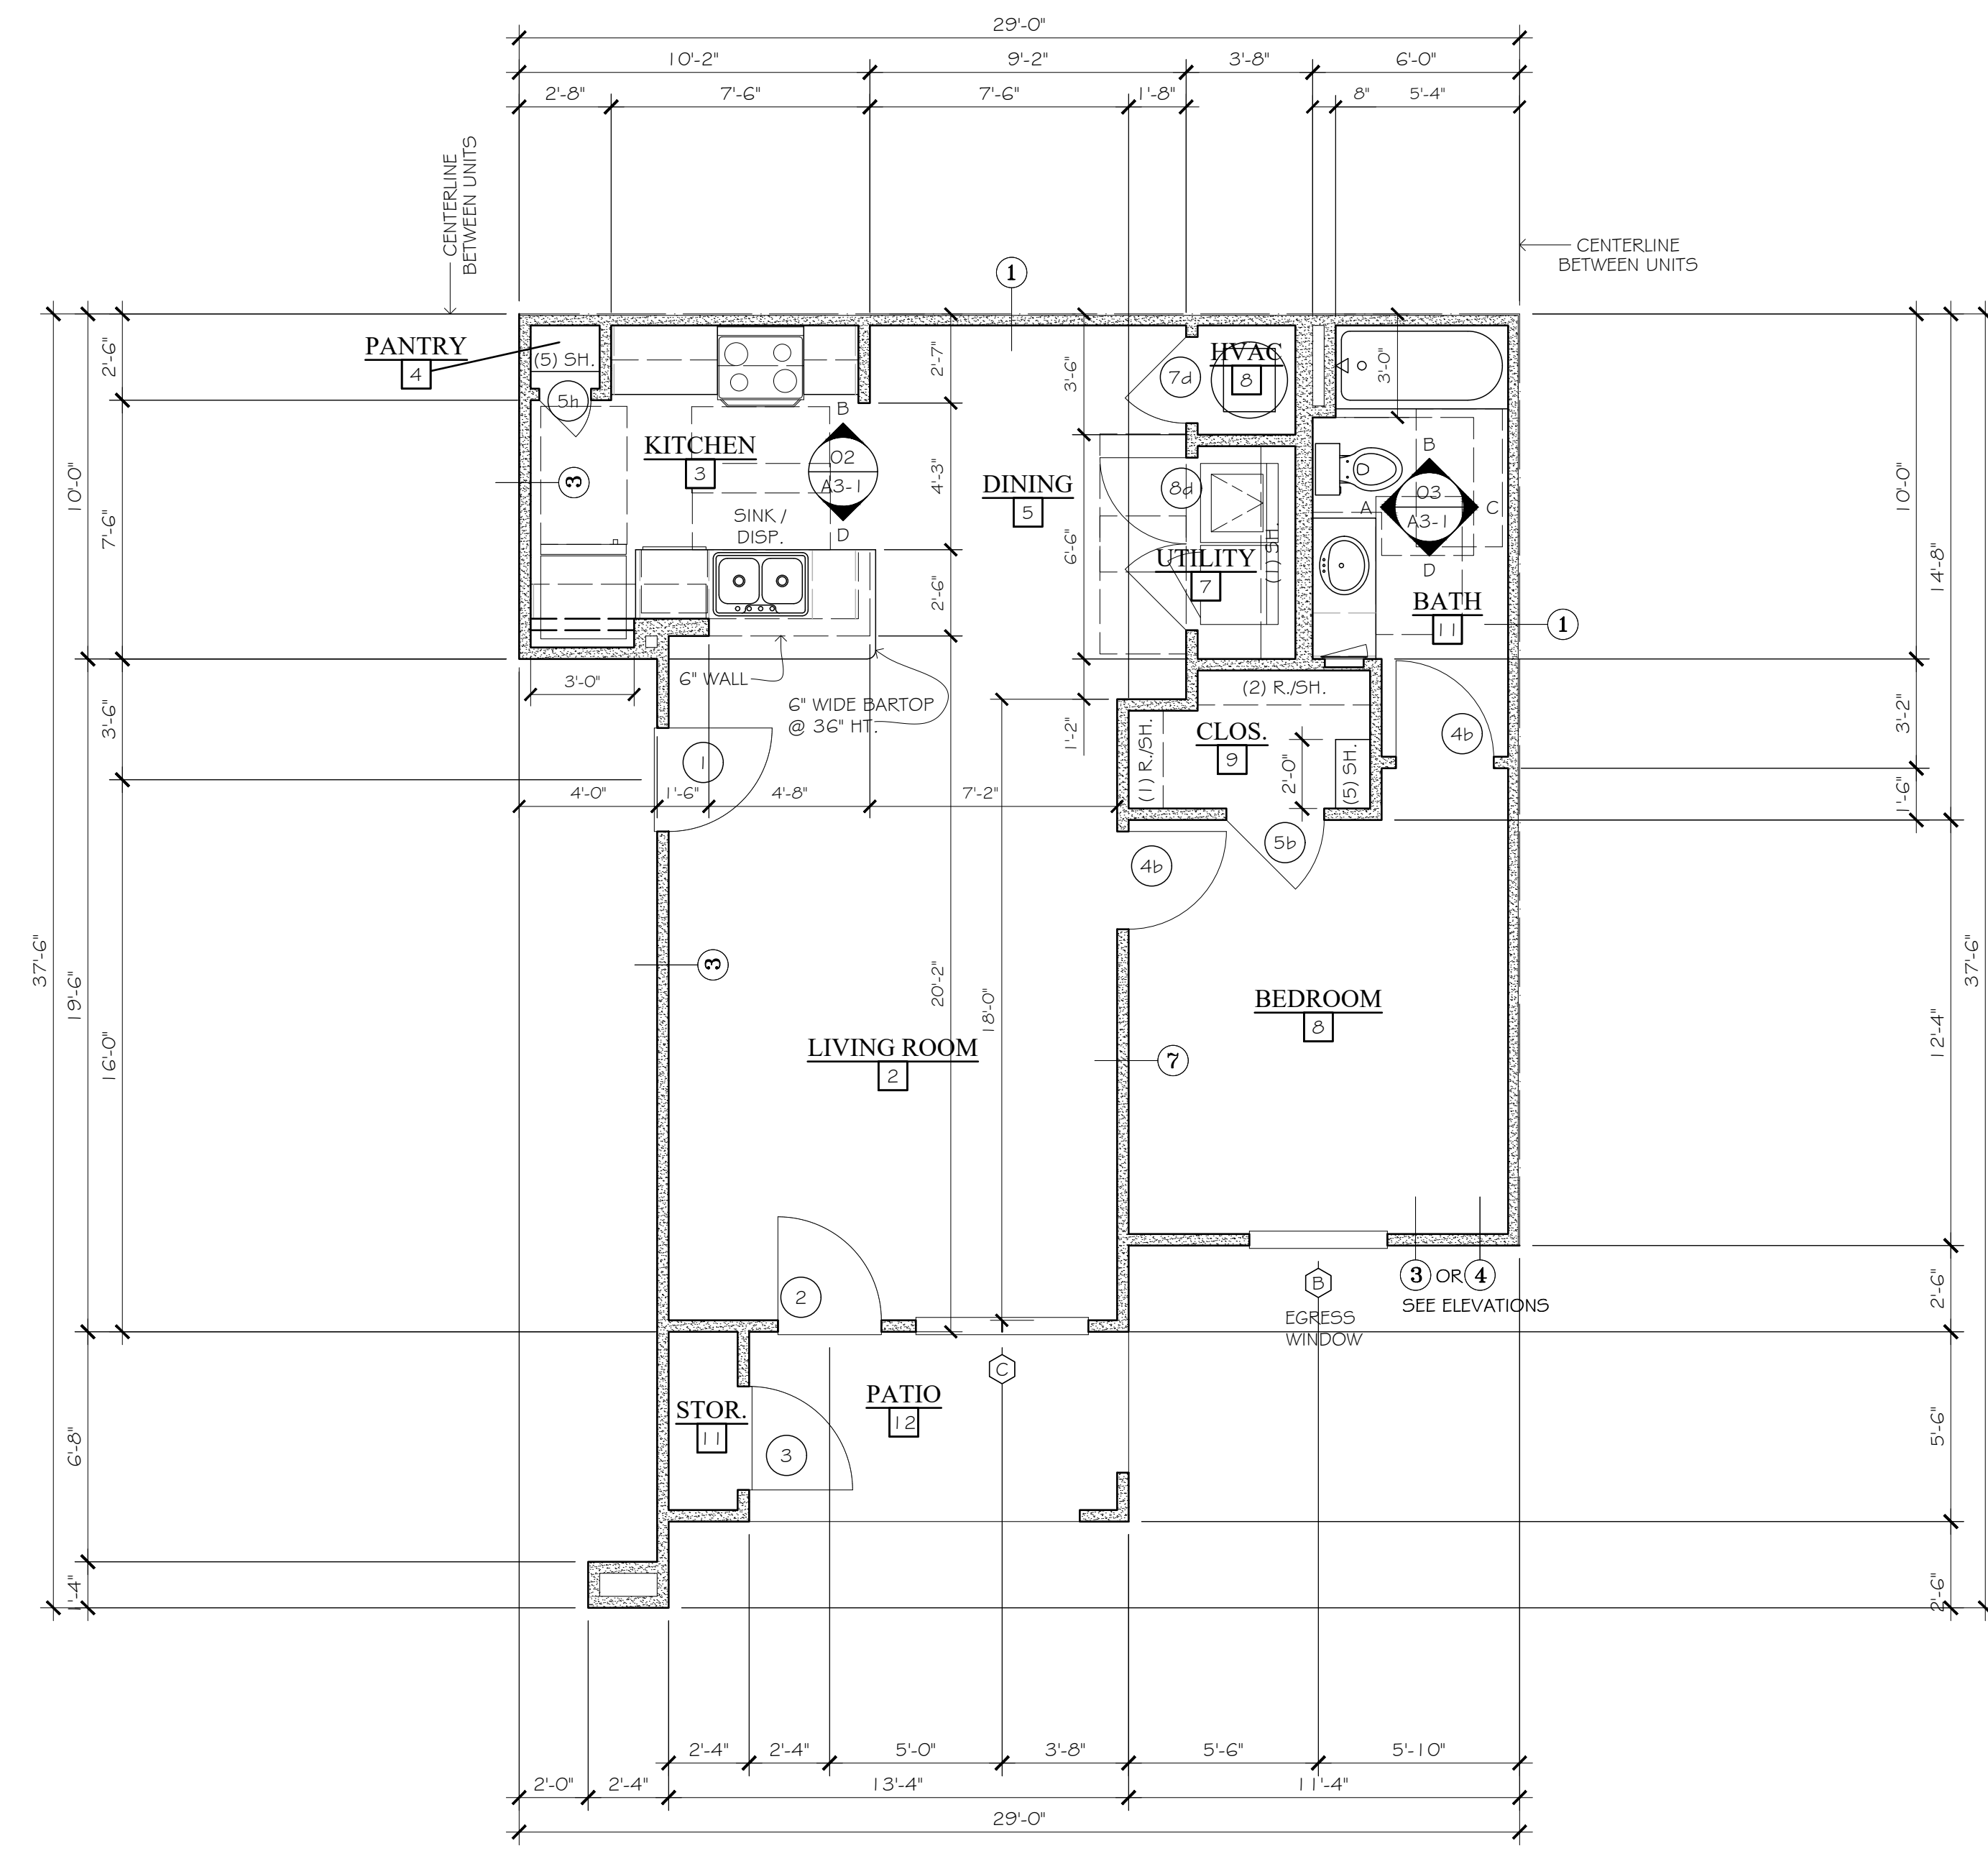 29'-0"
10'-2" 9'-2" 3'-8" 6'-0"
2'-8" 7'-6" 7'-6" 1'-8" 8" 5'-4"
CENTERLINE
BETWEEN UNITS
CENTERLINE
BETWEEN UNITS
1
PANTRY
4
(5) SH.
5h
KITCHEN
3
B
02
A3-1
D
SINK /
DISP.
3
2'-7"
4'-3"
2'-6"
DINING
5
3'-6"
6'-6"
1'-2"
7d
HVAC
8
8d
UTILITY
7
(1) SH.
3'-0"
B
A
03
A3-1
C
D
BATH
11
1
3'-0"
6" WALL
6" WIDE BARTOP
@ 36" HT.
1
4'-0" 1'-6" 4'-8" 7'-2"
(2) R./SH.
(1) R./SH.
CLOS.
9
2'-0"
(5) SH.
4b
5b
4b
3
20'-2"
18'-0"
LIVING ROOM
2
7
BEDROOM
8
2
B
EGRESS
WINDOW
3 OR 4
SEE ELEVATIONS
C
STOR.
11
3
PATIO
12
37'-6"
10'-0"
19'-6"
6'-8"
1'-4"
2'-6"
7'-6"
3'-6"
16'-0"
10'-0"
3'-2"
1'-6"
14'-8"
12'-4"
2'-6"
5'-6"
2'-6"
37'-6"
2'-4" 2'-4" 5'-0" 3'-8" 5'-6" 5'-10"
2'-0" 2'-4" 13'-4" 11'-4"
29'-0"